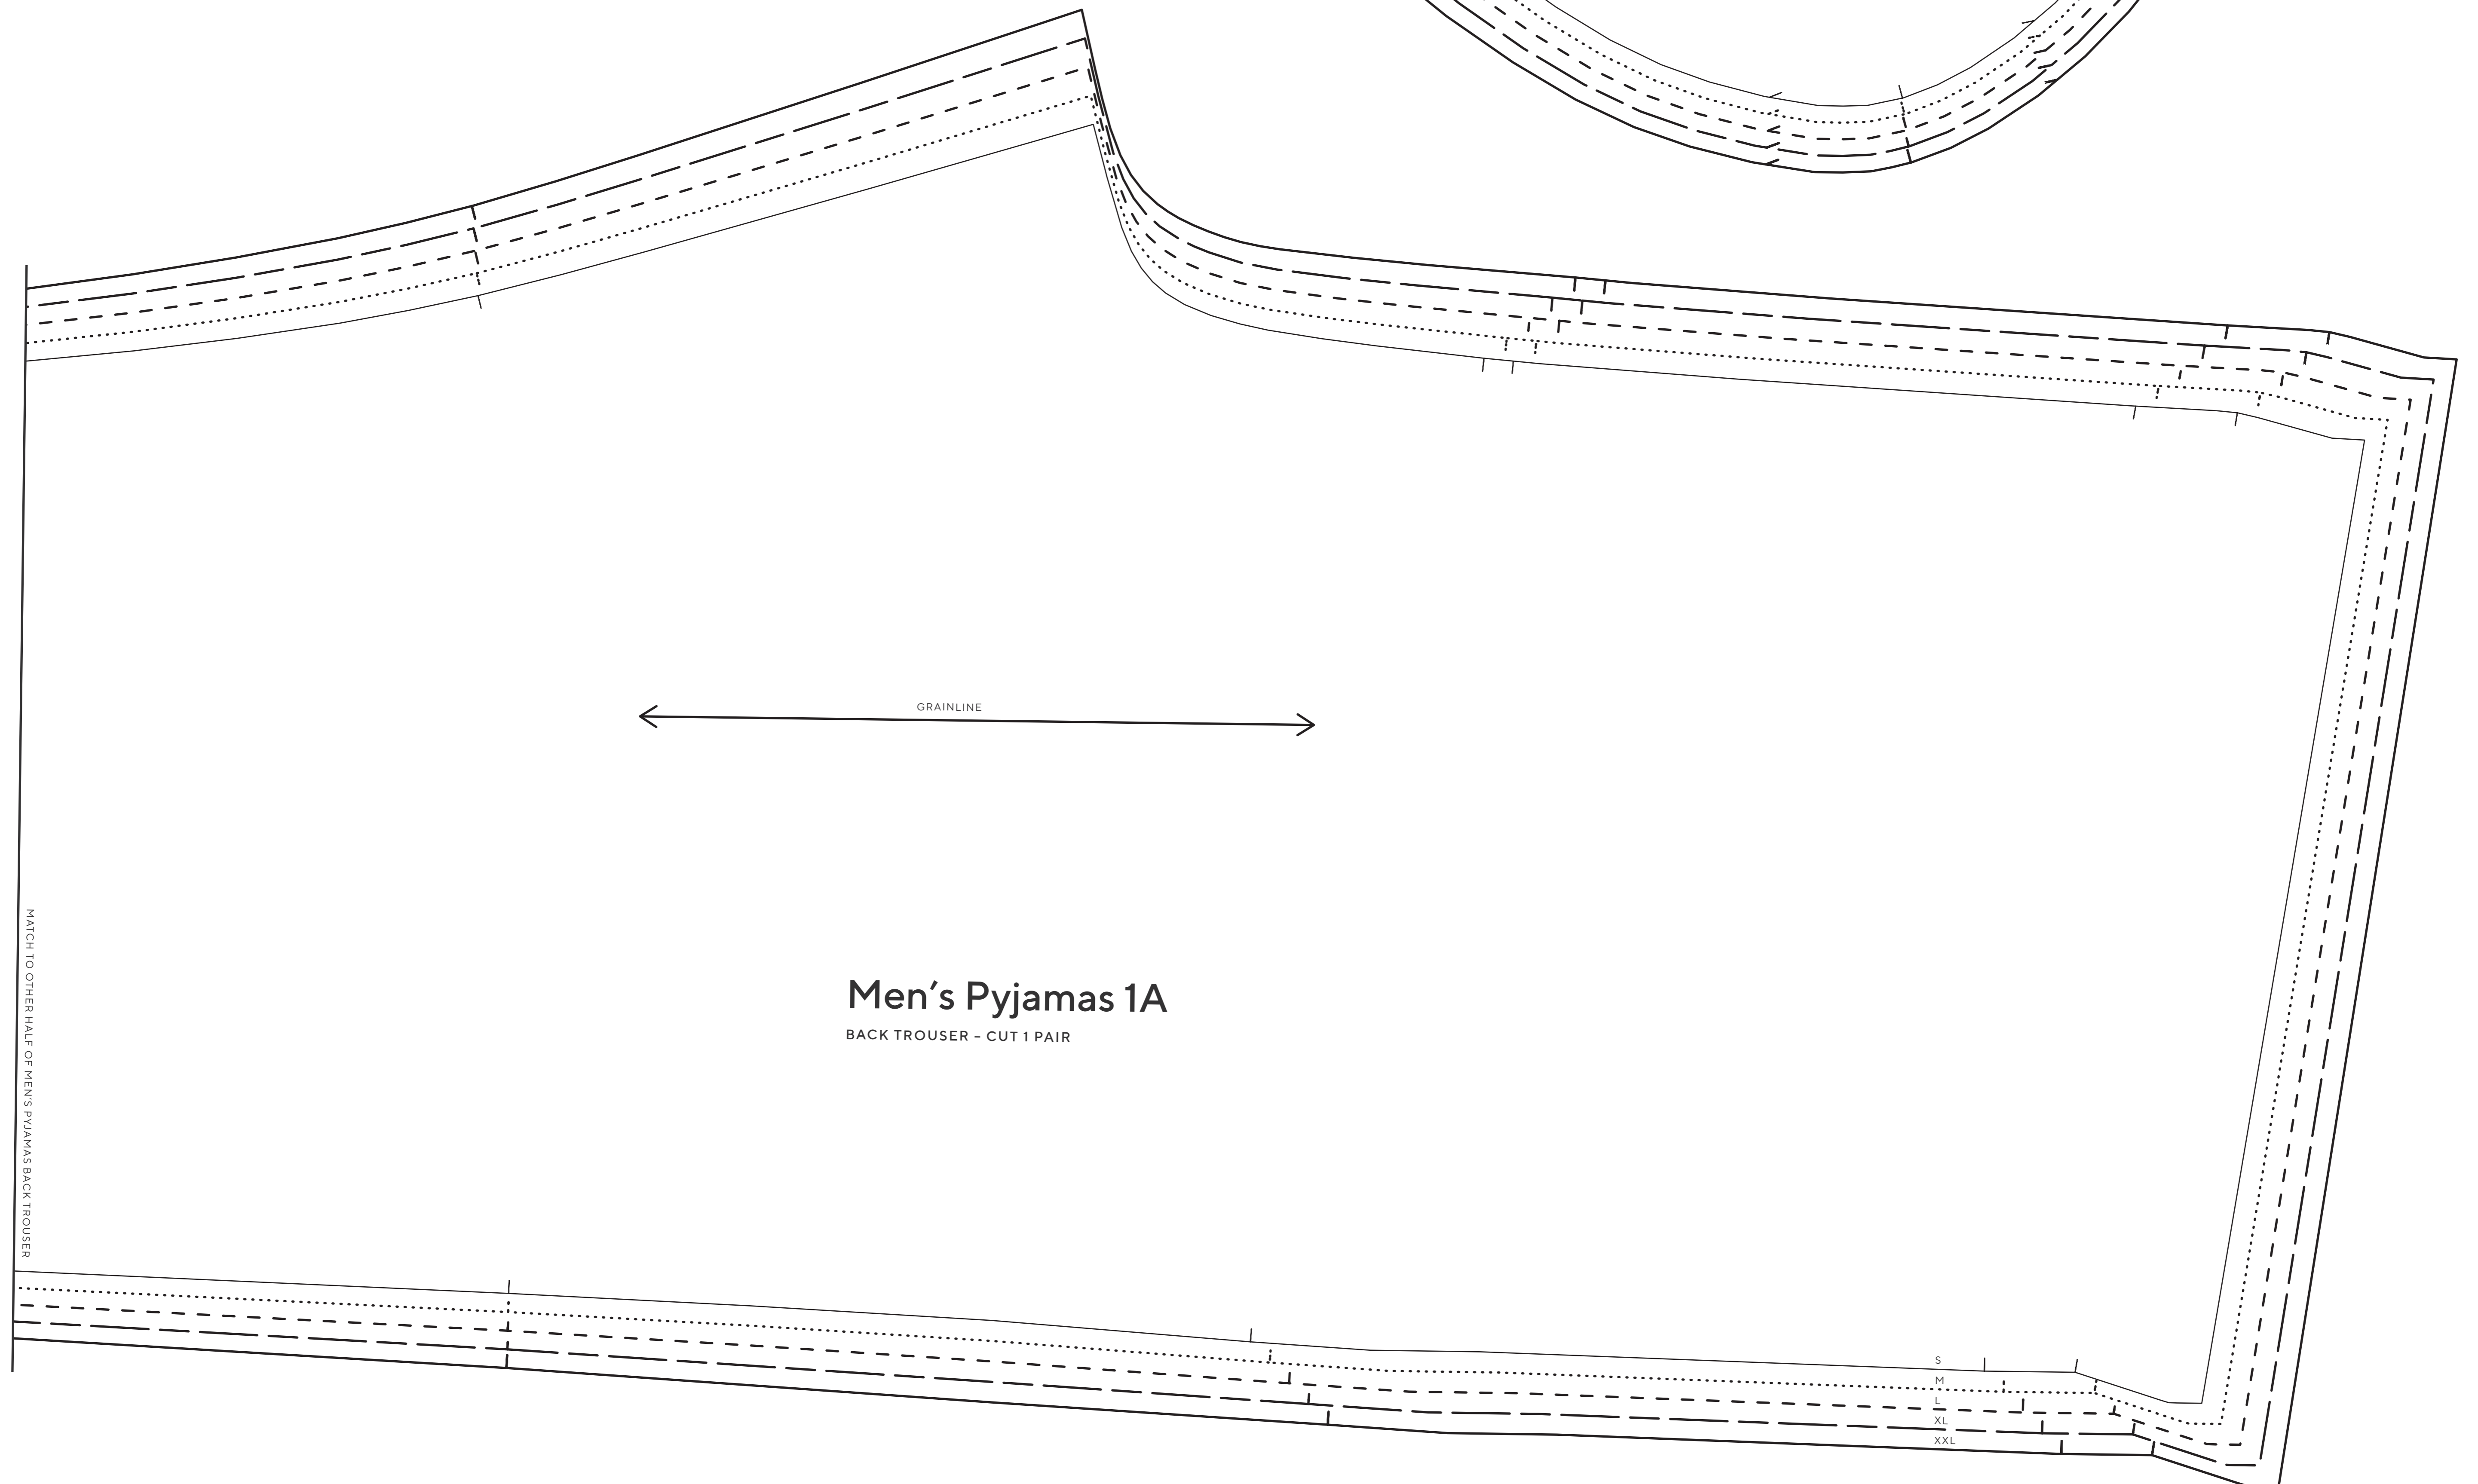 GRAINLINE
MATCH TO OTHER HALF OF MEN'S PYJAMAS BACK TROUSER
Men's Pyjamas 1A
BACK TROUSER – CUT 1 PAIR
S
M
L
XL
XXL